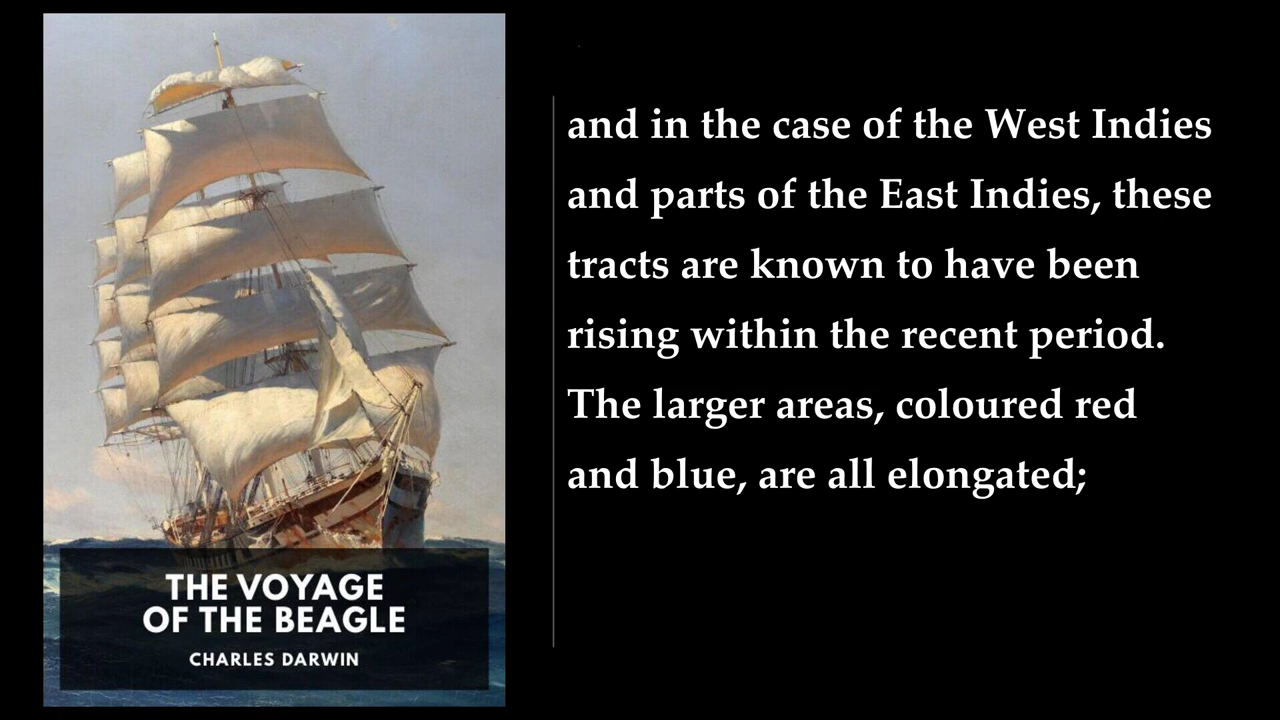 THE VOYAGE
OF THE BEAGLE
CHARLES DARWIN
and in the case of the West Indies
and parts of the East Indies, these
tracts are known to have been
rising within the recent period.
The larger areas, coloured red
and blue, are all elongated;